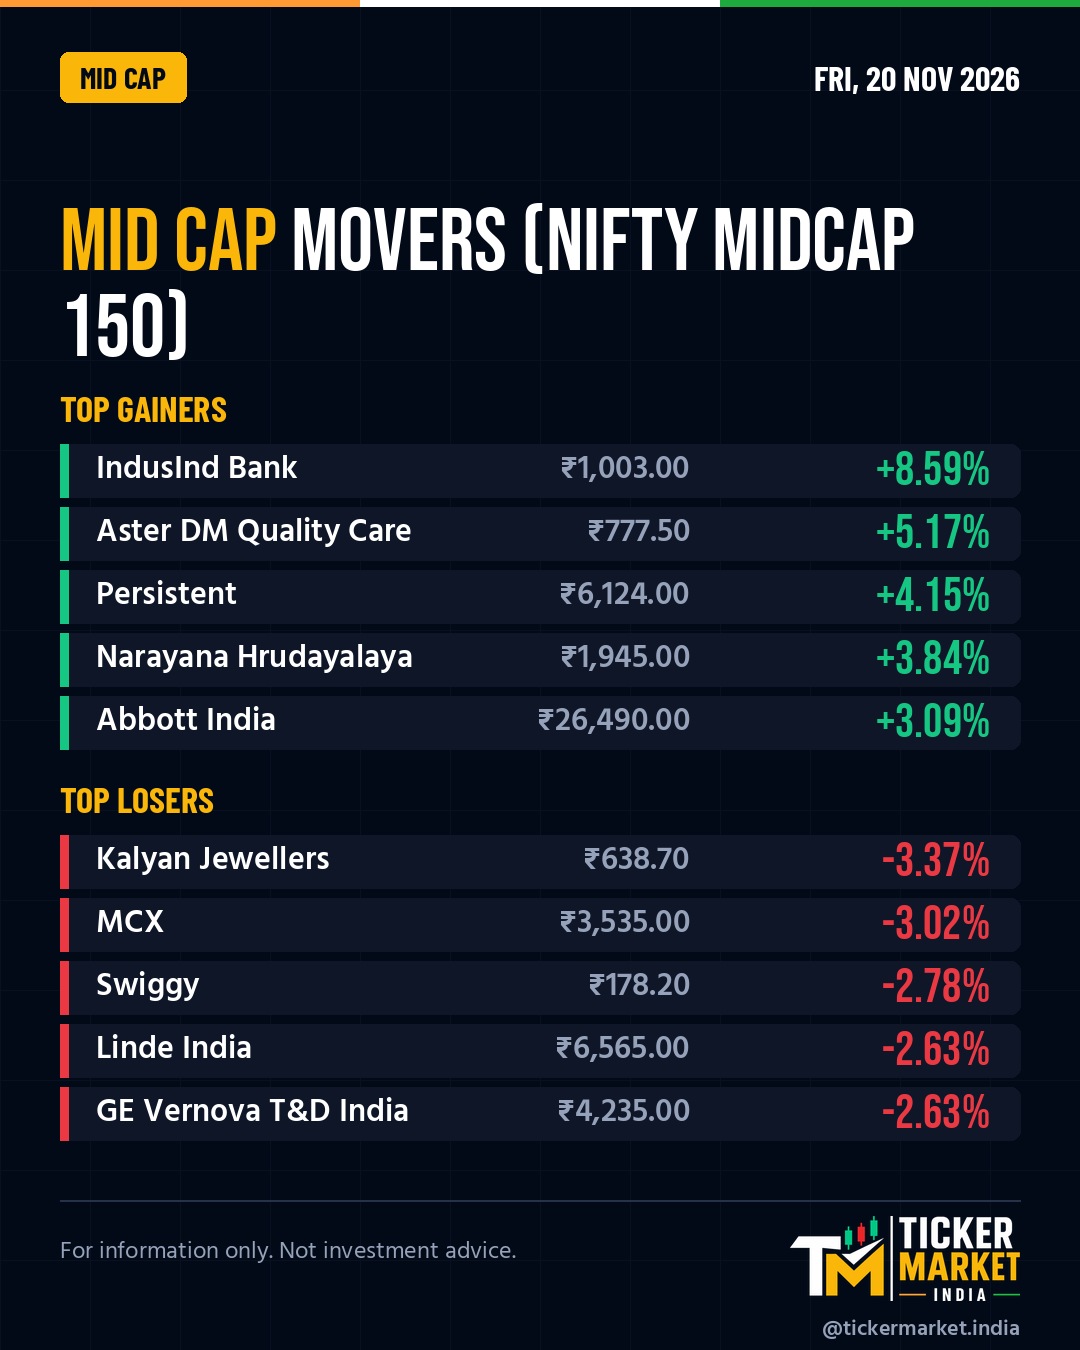 MID CAP
FRI, 20 NOV 2026
MID CAP MOVERS (NIFTY MIDCAP
150)
TOP GAINERS
IndusInd Bank ₹1,003.00 +8.59%
Aster DM Quality Care ₹777.50 +5.17%
Persistent ₹6,124.00 +4.15%
Narayana Hrudayalaya ₹1,945.00 +3.84%
Abbott India ₹26,490.00 +3.09%
TOP LOSERS
Kalyan Jewellers ₹638.70 -3.37%
MCX ₹3,535.00 -3.02%
Swiggy ₹178.20 -2.78%
Linde India ₹6,565.00 -2.63%
GE Vernova T&D India ₹4,235.00 -2.63%
For information only. Not investment advice.
TM
TICKER
MARKET
INDIA
@tickermarket.india